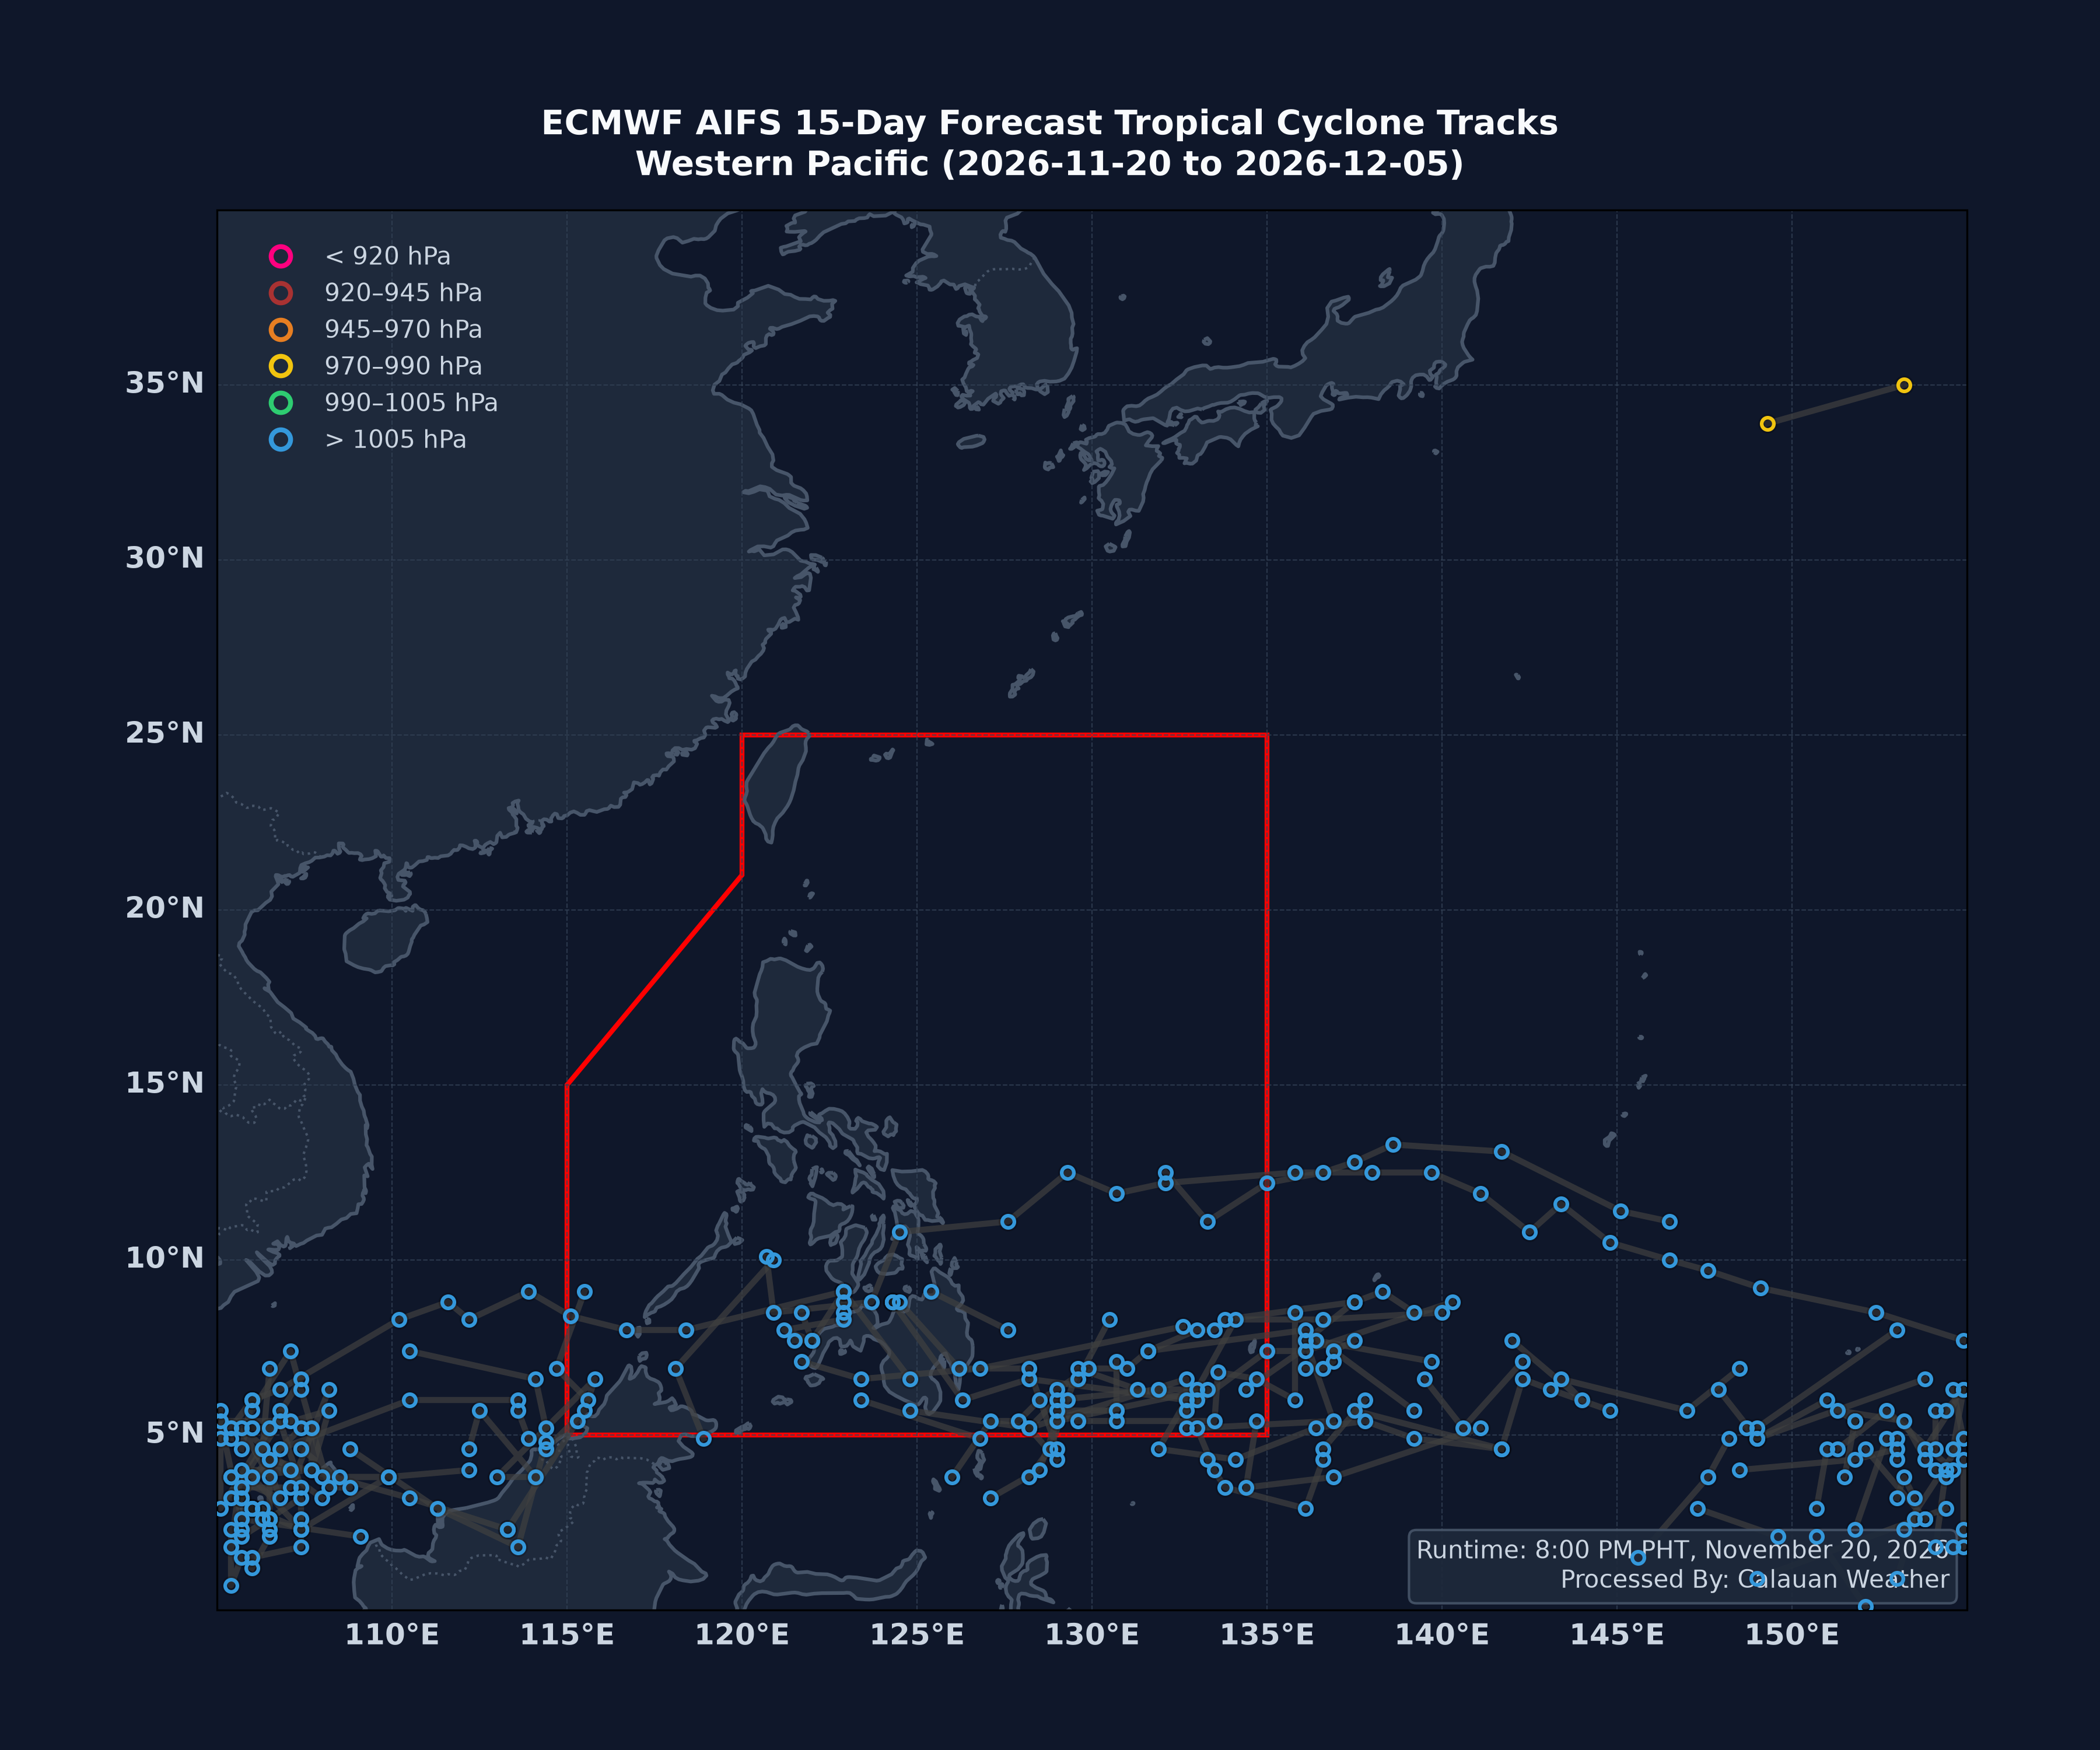 ECMWF AIFS 15-Day Forecast Tropical Cyclone Tracks
Western Pacific (2026-11-20 to 2026-12-05)
< 920 hPa
920–945 hPa
945–970 hPa
970–990 hPa
990–1005 hPa
> 1005 hPa
35°N
30°N
25°N
20°N
15°N
10°N
5°N
Runtime: 8:00 PM PHT, November 20, 2026
Processed By: Calauan Weather
110°E
115°E
120°E
125°E
130°E
135°E
140°E
145°E
150°E